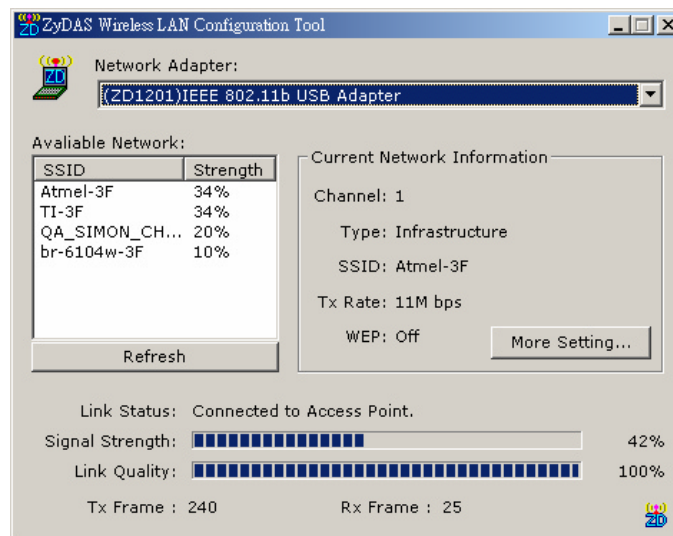 ZyDAS Wireless LAN Configuration Tool
ZD
Network Adapter:
(ZD1201)IEEE 802.11b USB Adapter
Avaliable Network:
SSID Strength
Atmel-3F 34%
TI-3F 34%
QA_SIMON_CH... 20%
br-6104w-3F 10%
Refresh
Current Network Information
Channel: 1
Type: Infrastructure
SSID: Atmel-3F
Tx Rate: 11M bps
WEP: Off
More Setting...
Link Status: Connected to Access Point.
Signal Strength: 42%
Link Quality: 100%
Tx Frame : 240 Rx Frame : 25
ZD